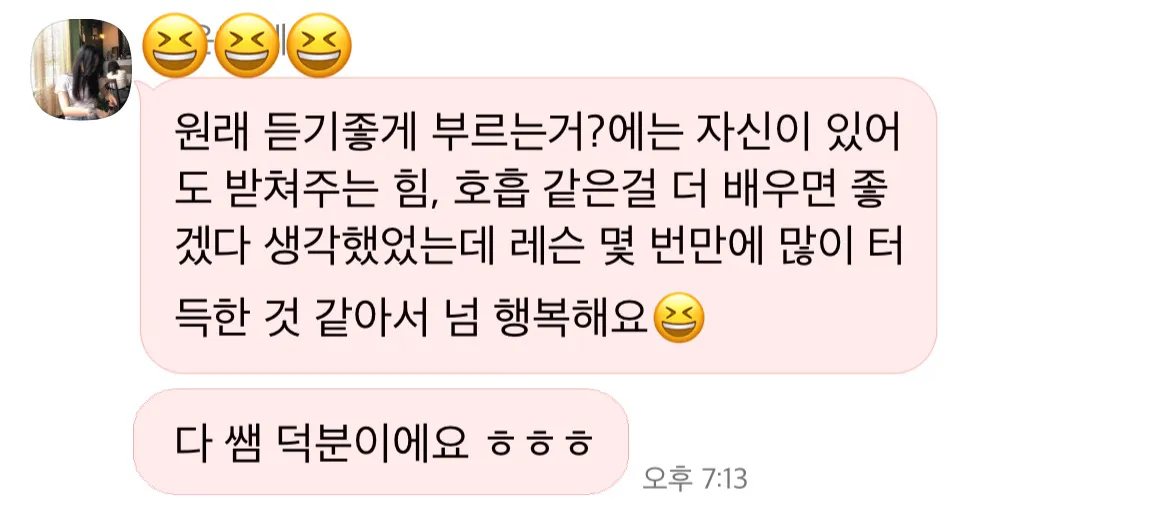 원래 듣기좋게 부르는거?에는 자신이 있어
도 받쳐주는 힘, 호흡 같은걸 더 배우면 좋
겠다 생각했었는데 레슨 몇 번만에 많이 터
득한 것 같아서 넘 행복해요😆
다 쌤 덕분이에요 ㅎㅎㅎ
오후 7:13